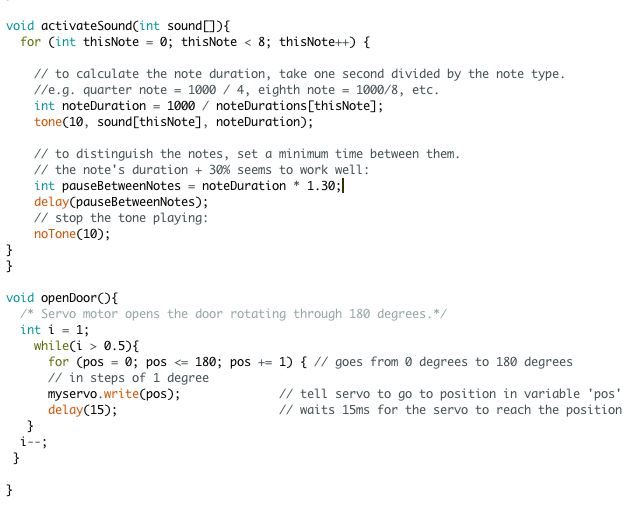 void activateSound(int sound[]){
for (int thisNote = 0; thisNote < 8; thisNote++) {
// to calculate the note duration, take one second divided by the note type.
//e.g. quarter note = 1000 / 4, eighth note = 1000/8, etc.
int noteDuration = 1000 / noteDurations[thisNote];
tone(10, sound[thisNote], noteDuration);
// to distinguish the notes, set a minimum time between them.
// the note's duration + 30% seems to work well:
int pauseBetweenNotes = noteDuration * 1.30;
delay(pauseBetweenNotes);
// stop the tone playing:
noTone(10);
}
}
void openDoor(){
/* Servo motor opens the door rotating through 180 degrees.*/
int i = 1;
while(i > 0.5){
for (pos = 0; pos <= 180; pos += 1) { // goes from 0 degrees to 180 degrees
// in steps of 1 degree
myservo.write(pos); // tell servo to go to position in variable 'pos'
delay(15); // waits 15ms for the servo to reach the position
}
i--;
}
}